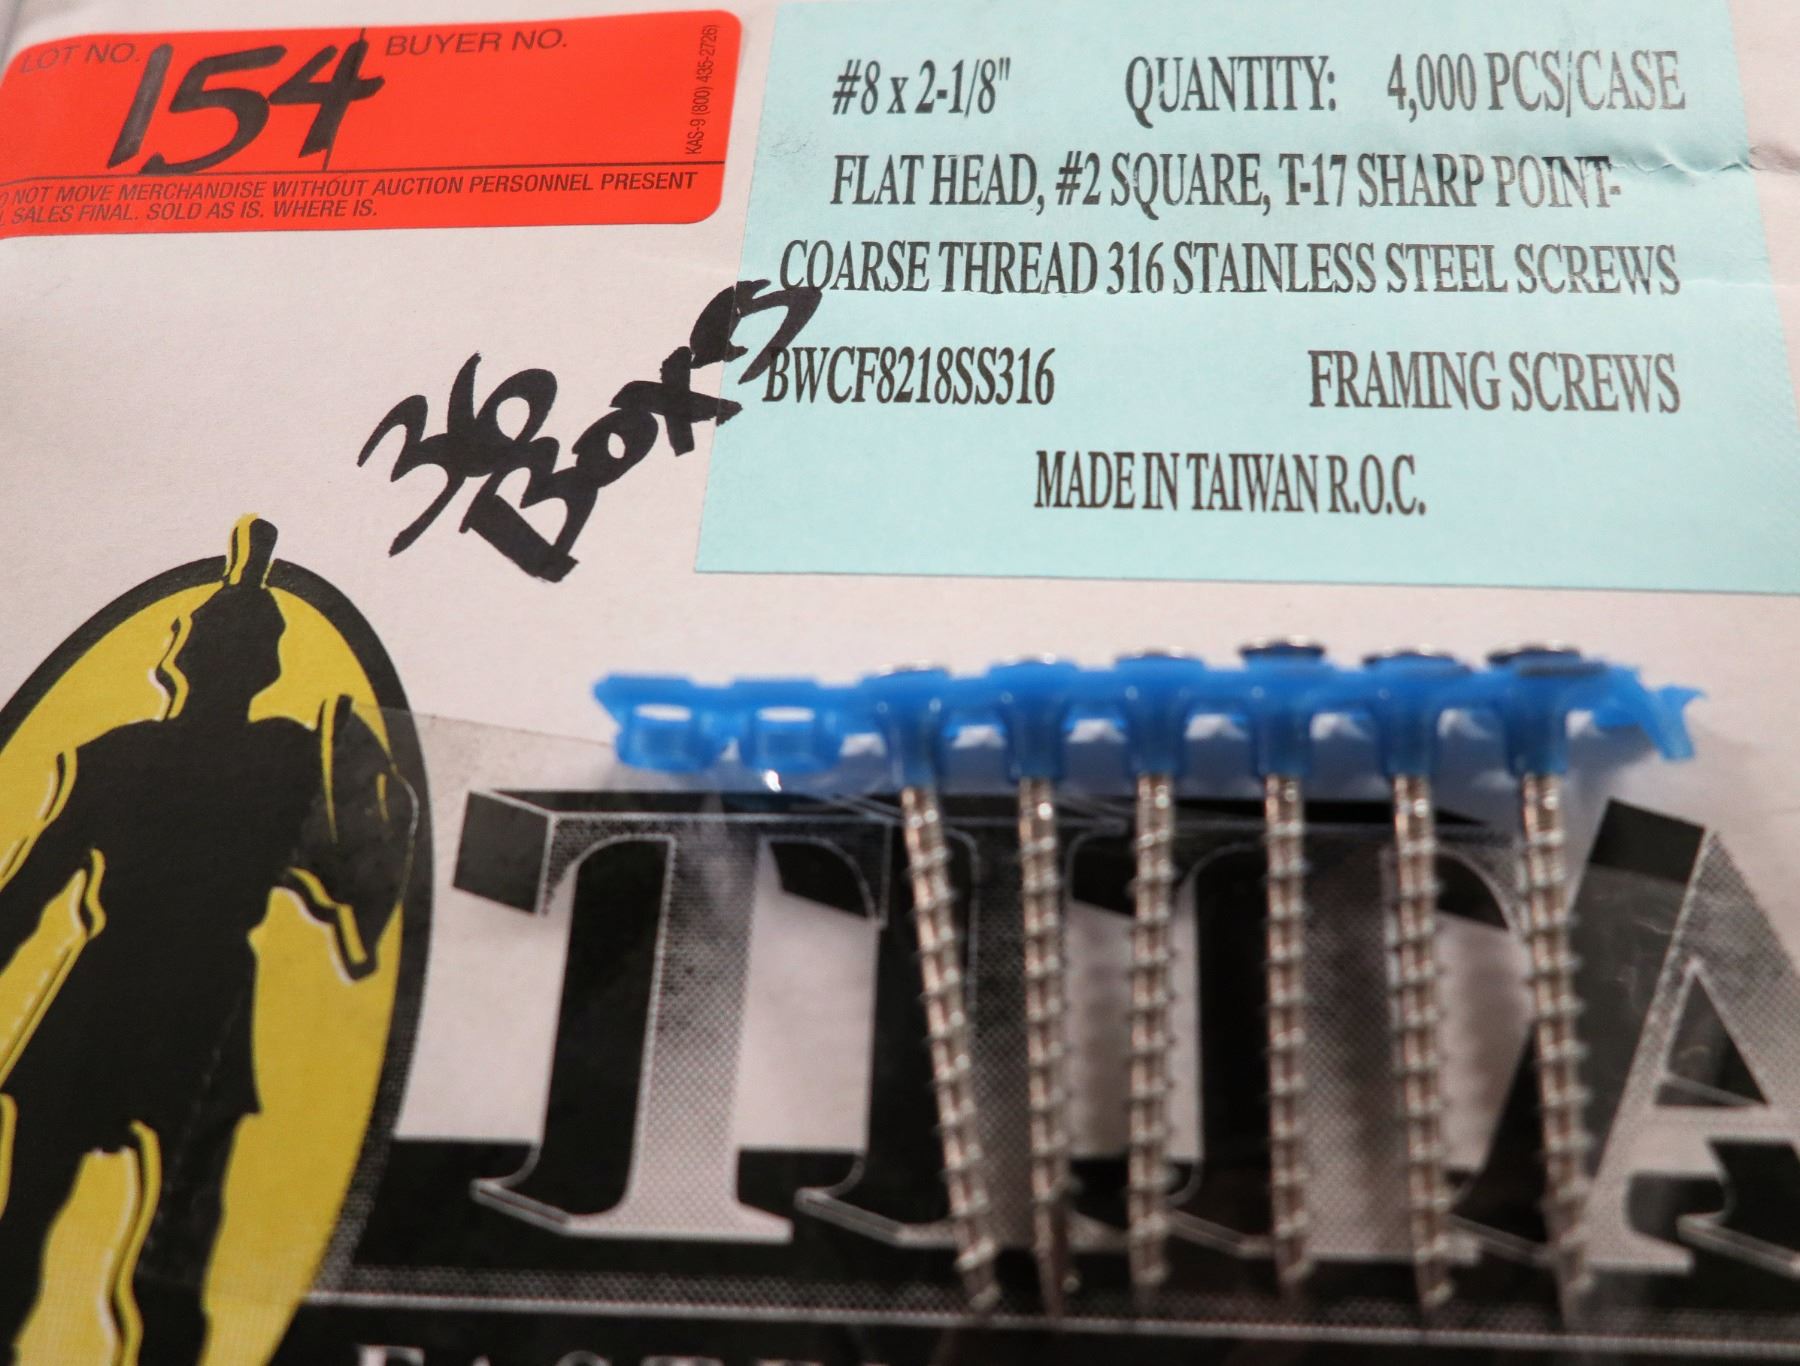 LOT NO. 154 BUYER NO.
KAS-9 (800) 435-2726)
NOT MOVE MERCHANDISE WITHOUT AUCTION PERSONNEL PRESENT
SALES FINAL. SOLD AS IS. WHERE IS.
#8 x 2-1/8" QUANTITY: 4,000 PCS/CASE
FLAT HEAD, #2 SQUARE, T-17 SHARP POINT-
COARSE THREAD 316 STAINLESS STEEL SCREWS
BWCF8218SS316 FRAMING SCREWS
MADE IN TAIWAN R.O.C.
36
Boxes
TITA